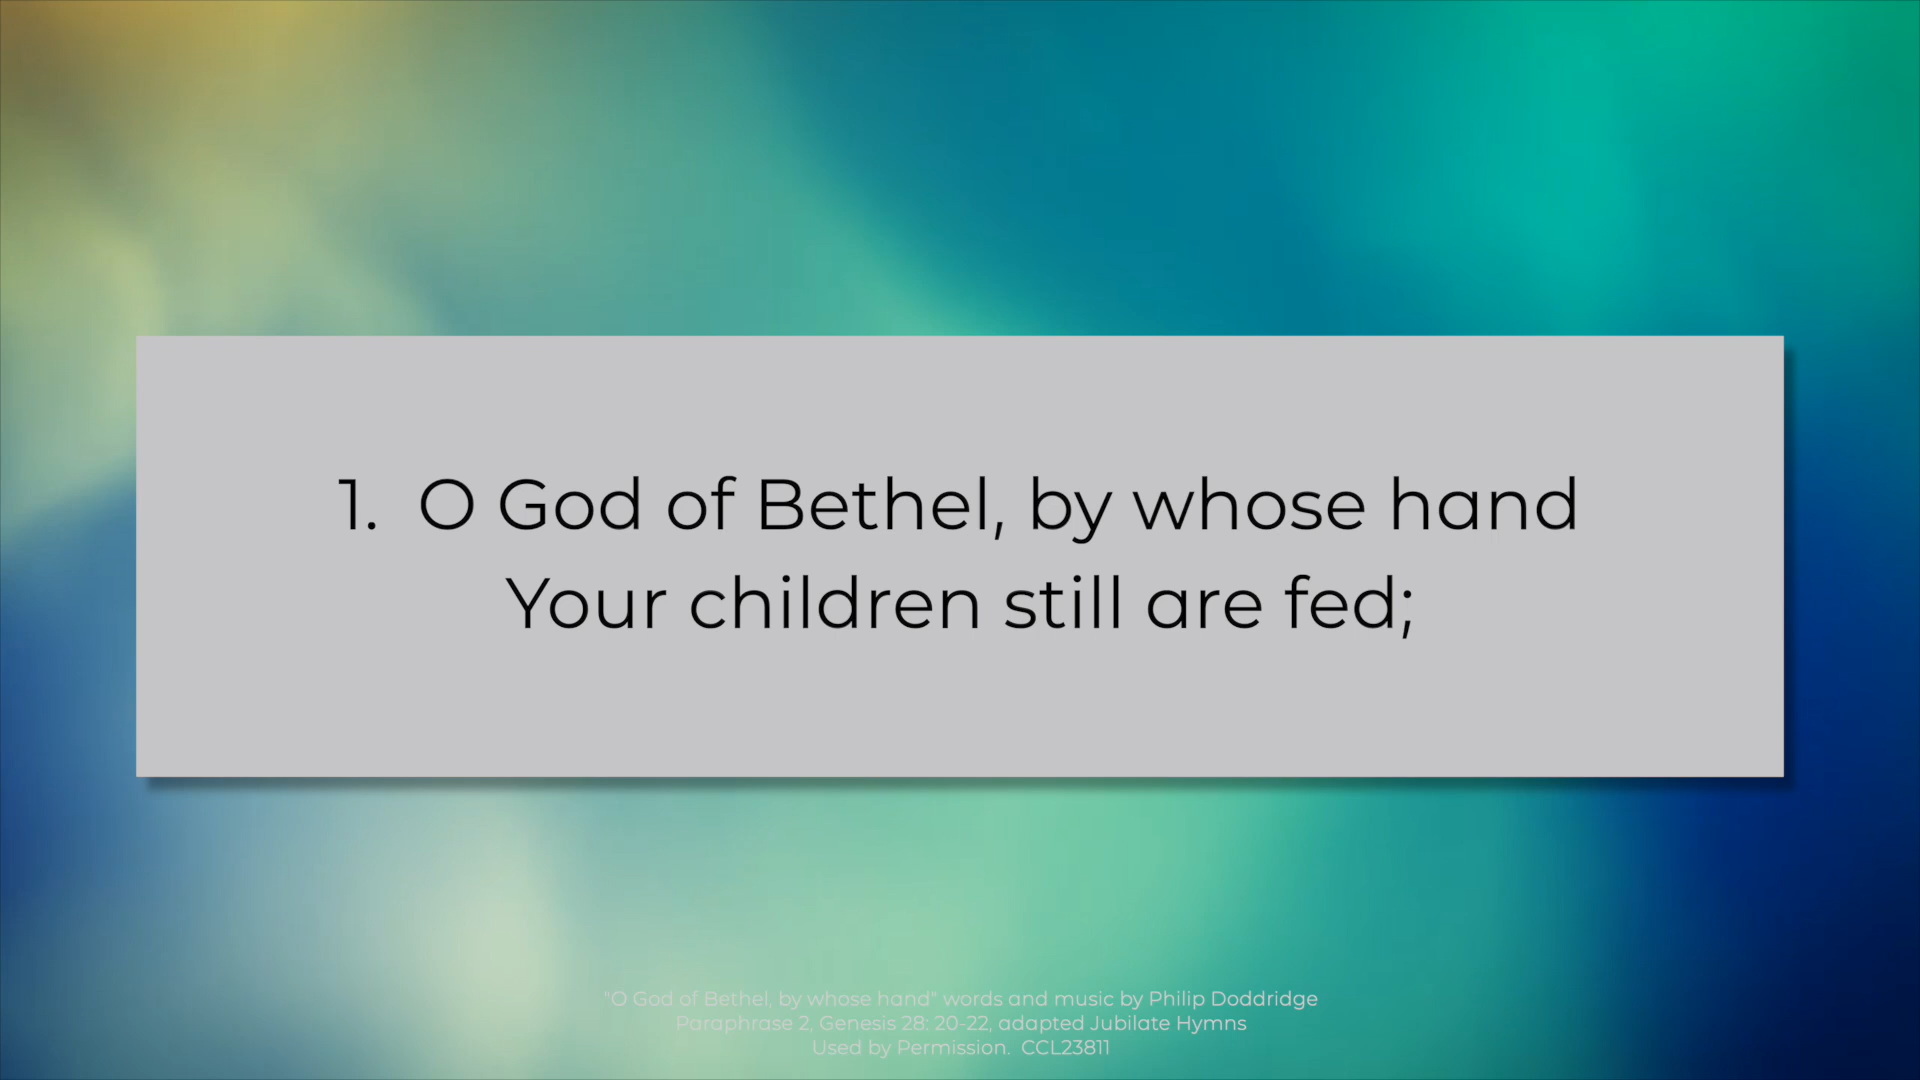 1. O God of Bethel, by whose hand
Your children still are fed;
"O God of Bethel, by whose hand" words and music by Philip Doddridge
Paraphrase 2, Genesis 28: 20-22, adapted Jubilate Hymns
Used by Permission. CCL23811